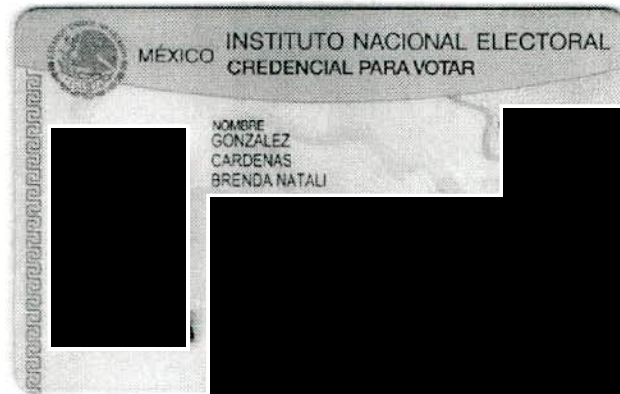 MÉXICO INSTITUTO NACIONAL ELECTORAL
CREDENCIAL PARA VOTAR
NOMBRE
GONZALEZ
CARDENAS
BRENDA NATALI